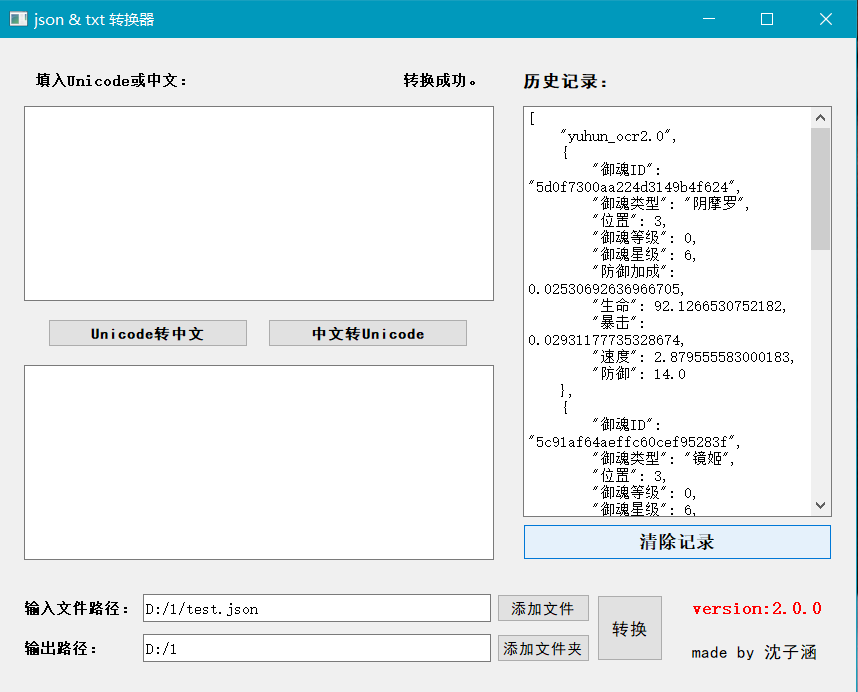 json & txt 转换器
填入Unicode或中文：
转换成功。
历史记录：
[
"yuhun_ocr2.0",
{
"御魂ID":
"5d0f7300aa224d3149b4f624",
"御魂类型": "阴摩罗",
"位置": 3,
"御魂等级": 0,
"御魂星级": 6,
"防御加成":
0.02530692636966705,
"生命": 92.1266530752182,
"暴击":
0.02931177735328674,
"速度": 2.879555583000183,
"防御": 14.0
},
{
"御魂ID":
"5c91af64aeffc60cef95283f",
"御魂类型": "镜姬",
"位置": 3,
"御魂等级": 0,
"御魂星级": 6,
Unicode转中文
中文转Unicode
清除记录
输入文件路径：
D:/1/test.json
添加文件
输出路径：
D:/1
添加文件夹
转换
version:2.0.0
made by 沈子涵